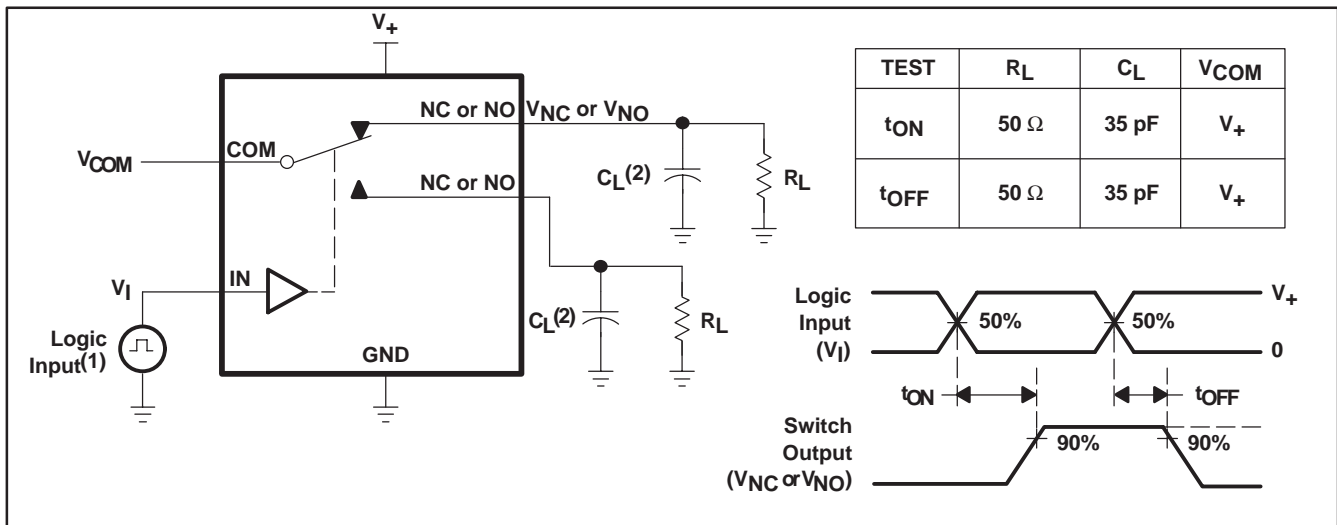 V+
NC or NO VNC or VNO
VCOM
COM
CL(2)
RL
NC or NO
VI
IN
CL(2)
RL
Logic
Input(1)
GND
TEST RL CL VCOM
tON 50 Ω 35 pF V+
tOFF 50 Ω 35 pF V+
Logic
Input
(VI)
50%
50%
V+
0
tON
tOFF
Switch
Output
(VNC or VNO)
90%
90%